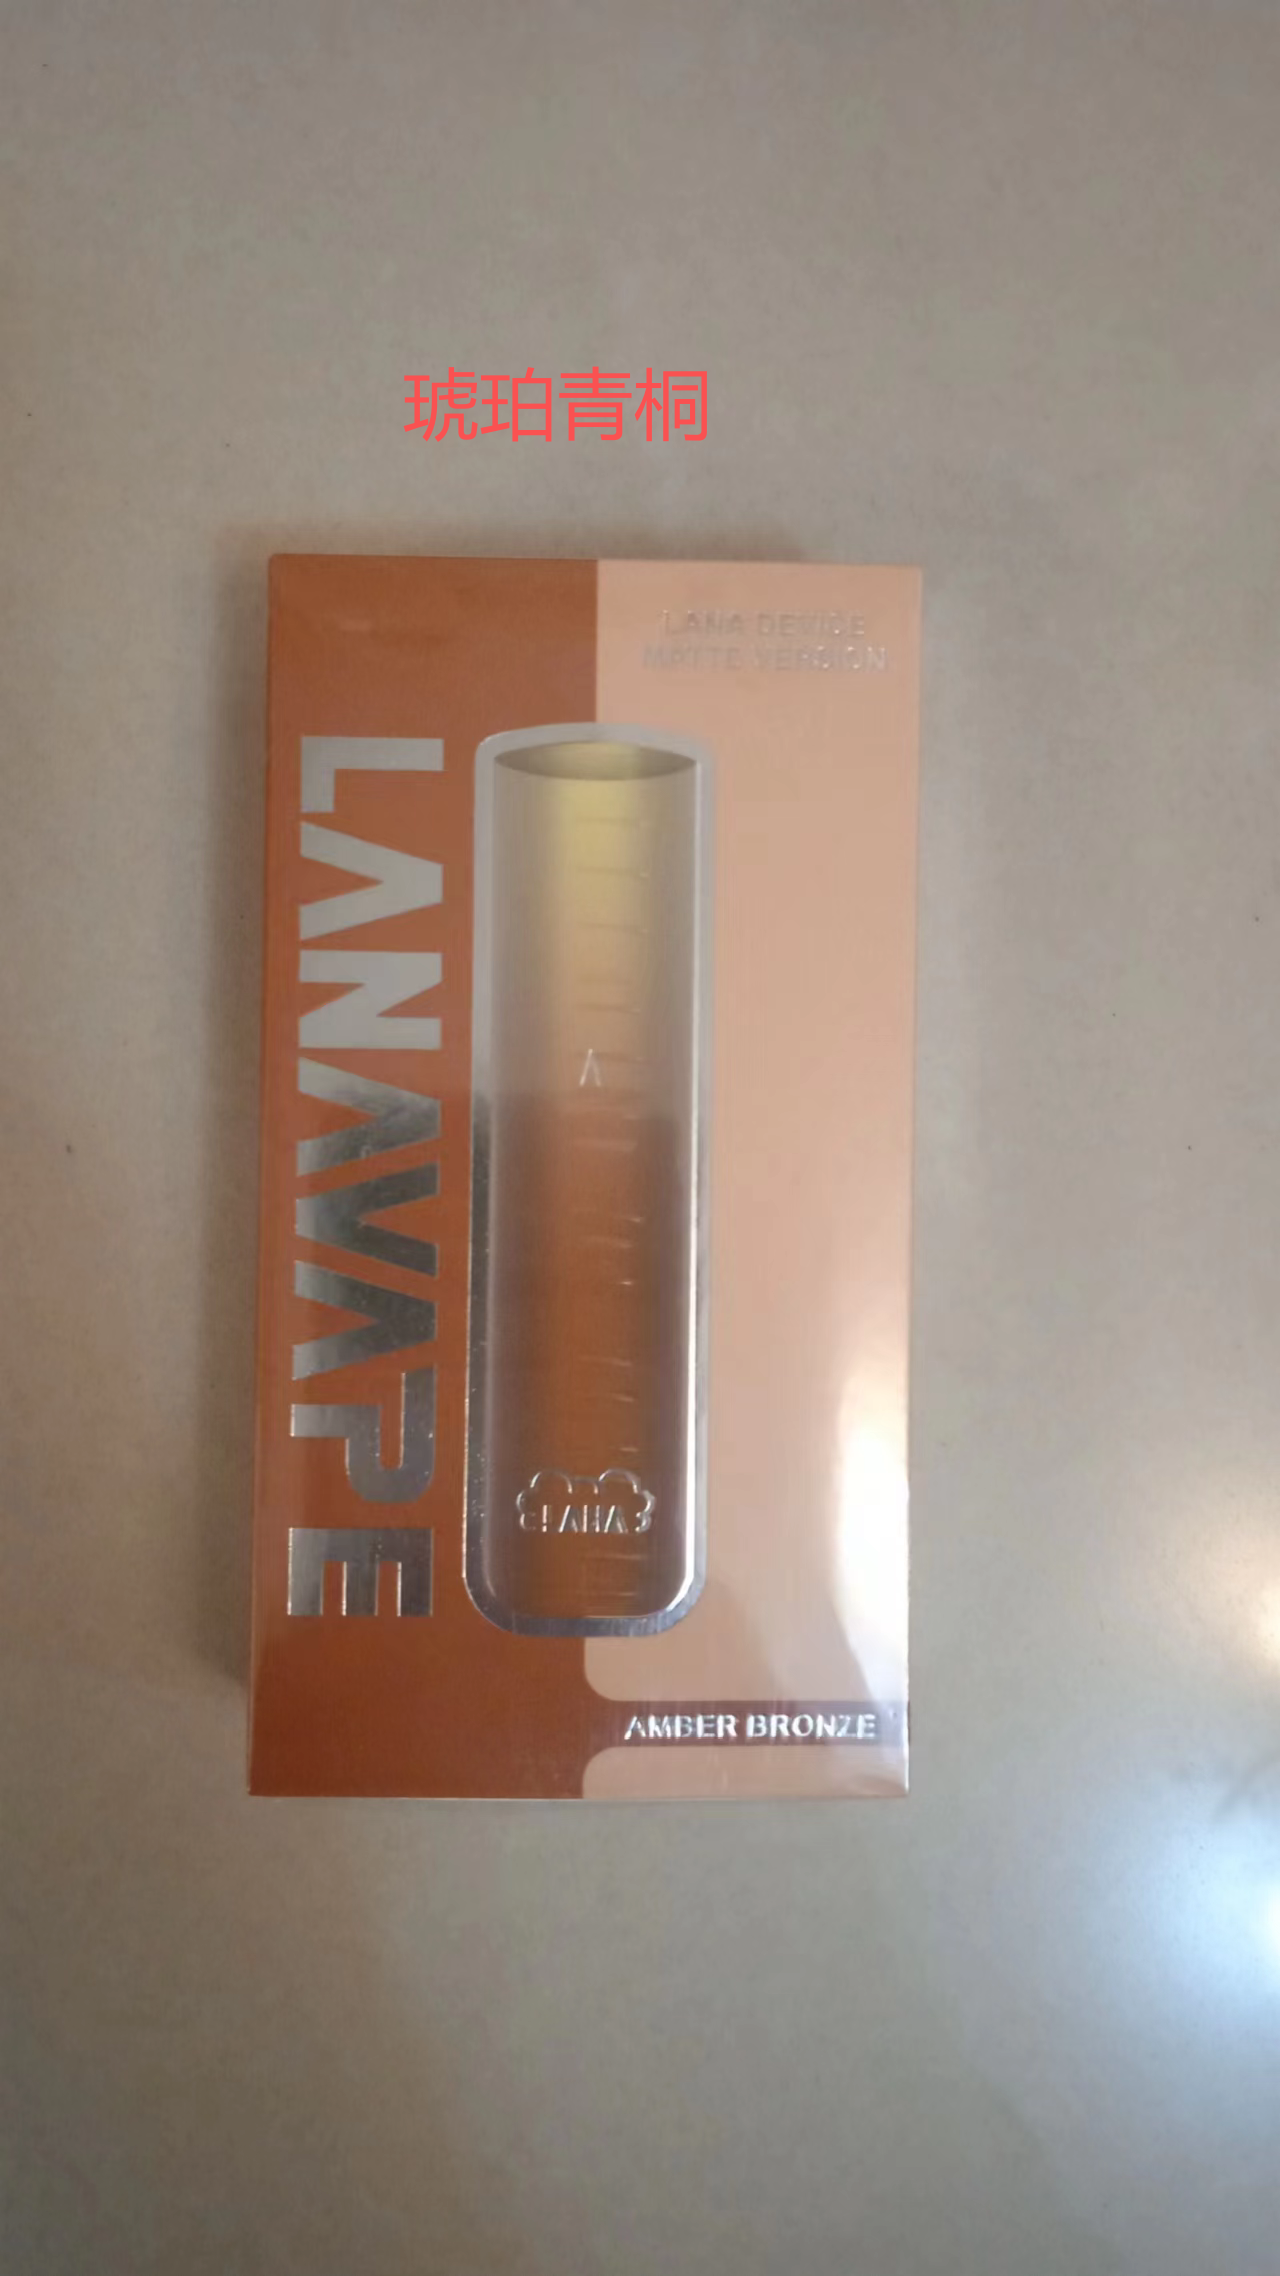 琥珀青桐
LANA DEVICE
MATTE VERSION
LANAVAPE
LANA
AMBER BRONZE